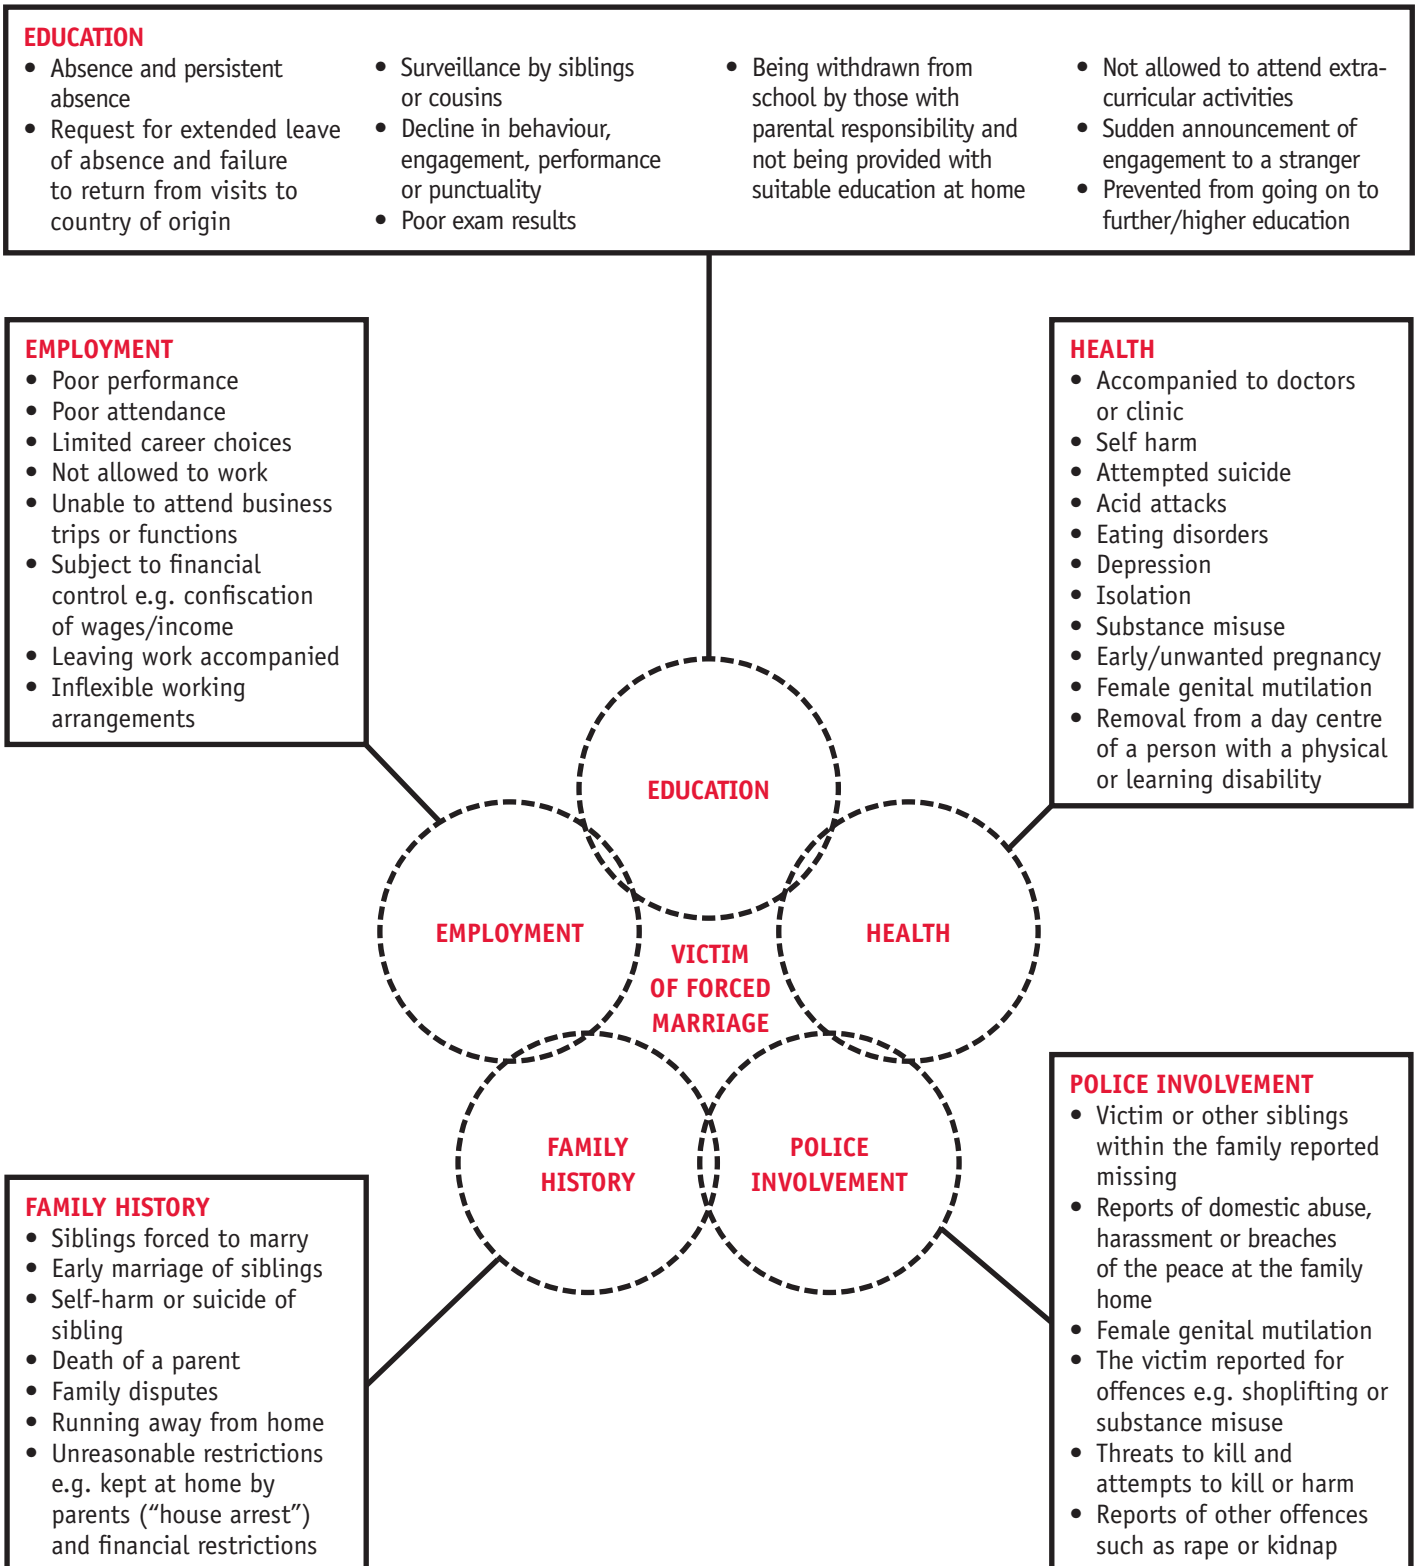 EDUCATION
• Absence and persistent
absence
• Request for extended leave
of absence and failure
to return from visits to
country of origin
• Surveillance by siblings
or cousins
• Decline in behaviour,
engagement, performance
or punctuality
• Poor exam results
• Being withdrawn from
school by those with
parental responsibility and
not being provided with
suitable education at home
• Not allowed to attend extra-
curricular activities
• Sudden announcement of
engagement to a stranger
• Prevented from going on to
further/higher education
EMPLOYMENT
• Poor performance
• Poor attendance
• Limited career choices
• Not allowed to work
• Unable to attend business
trips or functions
• Subject to financial
control e.g. confiscation
of wages/income
• Leaving work accompanied
• Inflexible working
arrangements
HEALTH
• Accompanied to doctors
or clinic
• Self harm
• Attempted suicide
• Acid attacks
• Eating disorders
• Depression
• Isolation
• Substance misuse
• Early/unwanted pregnancy
• Female genital mutilation
• Removal from a day centre
of a person with a physical
or learning disability
EDUCATION
EMPLOYMENT
HEALTH
VICTIM
OF FORCED
MARRIAGE
FAMILY
HISTORY
POLICE
INVOLVEMENT
FAMILY HISTORY
• Siblings forced to marry
• Early marriage of siblings
• Self-harm or suicide of
sibling
• Death of a parent
• Family disputes
• Running away from home
• Unreasonable restrictions
e.g. kept at home by
parents (“house arrest”)
and financial restrictions
POLICE INVOLVEMENT
• Victim or other siblings
within the family reported
missing
• Reports of domestic abuse,
harassment or breaches
of the peace at the family
home
• Female genital mutilation
• The victim reported for
offences e.g. shoplifting or
substance misuse
• Threats to kill and
attempts to kill or harm
• Reports of other offences
such as rape or kidnap